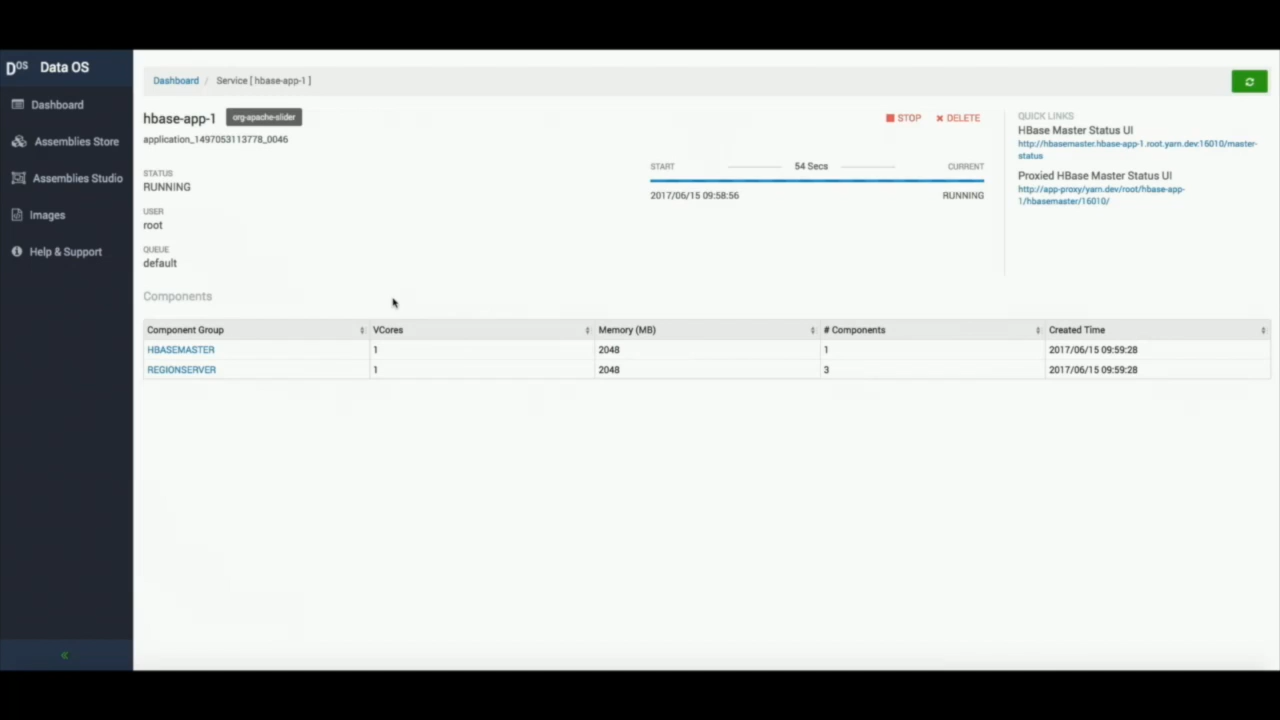 DOS Data OS
Dashboard
Assemblies Store
Assemblies Studio
Images
Help & Support
«
Dashboard / Service [ hbase-app-1 ]
hbase-app-1 org-apache-slider
application_1497053113778_0046
STOP DELETE
STATUS
RUNNING
USER
root
QUEUE
default
START 54 Secs CURRENT
2017/06/15 09:58:56 RUNNING
QUICK LINKS
HBase Master Status UI
http://hbasemaster.hbase-app-1.root.yarn.dev:16010/master-
status
Proxied HBase Master Status UI
http://app-proxy/yarn.dev/root/hbase-app-
1/hbasemaster/16010/
Components
Component Group VCores Memory (MB) # Components Created Time
HBASEMASTER 1 2048 1 2017/06/15 09:59:28
REGIONSERVER 1 2048 3 2017/06/15 09:59:28